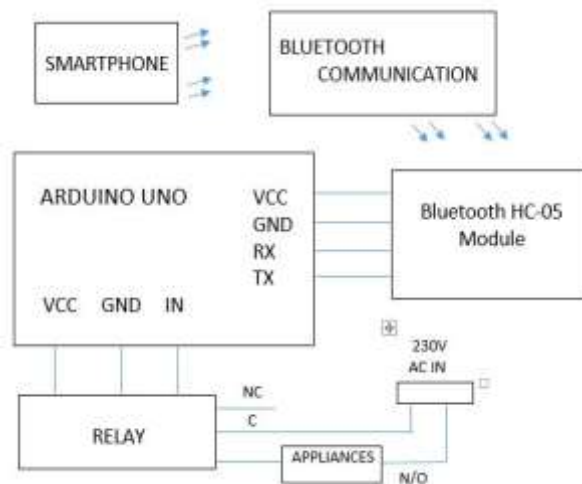 SMARTPHONE
BLUETOOTH
COMMUNICATION
ARDUINO UNO
VCC
GND
RX
TX
Bluetooth HC-05
Module
VCC GND IN
230V
AC IN
NC
C
RELAY
APPLIANCES
N/O